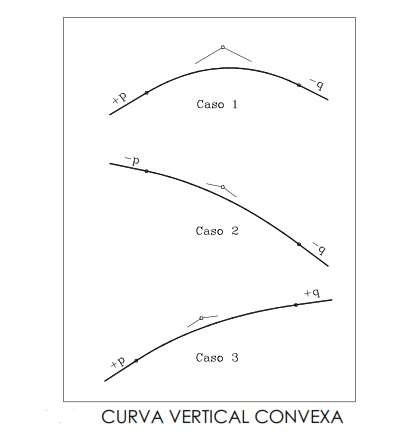 +p
-q
Caso 1
-p
Caso 2
-q
+q
+p
Caso 3
CURVA VERTICAL CONVEXA